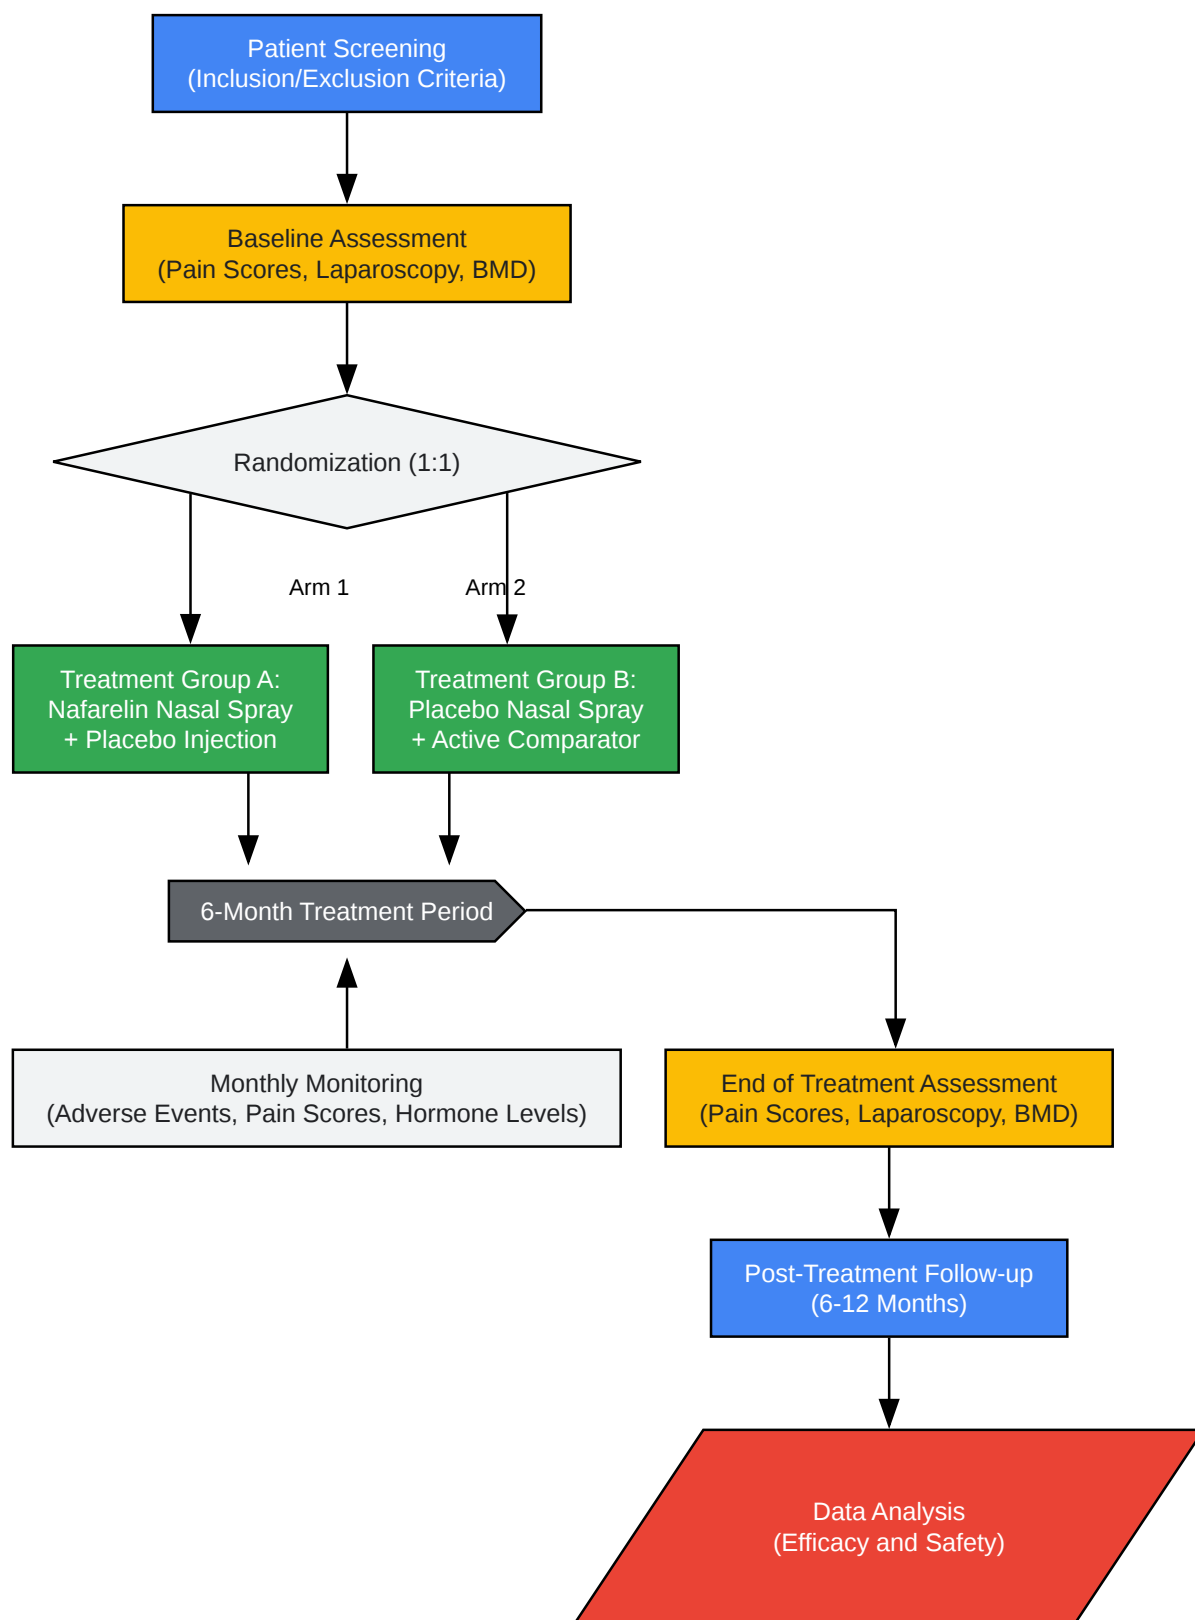 Patient Screening
(Inclusion/Exclusion Criteria)
Baseline Assessment
(Pain Scores, Laparoscopy, BMD)
Randomization (1:1)
Arm 1
Arm 2
Treatment Group A:
Nafarelin Nasal Spray
+ Placebo Injection
Treatment Group B:
Placebo Nasal Spray
+ Active Comparator
6-Month Treatment Period
Monthly Monitoring
(Adverse Events, Pain Scores, Hormone Levels)
End of Treatment Assessment
(Pain Scores, Laparoscopy, BMD)
Post-Treatment Follow-up
(6-12 Months)
Data Analysis
(Efficacy and Safety)